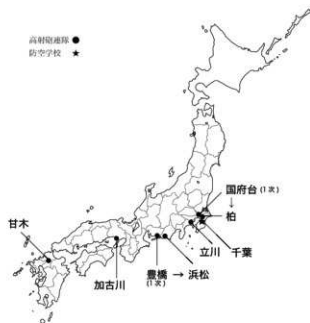 高射砲連隊 ●
防空学校 ★
国府台(1次)
↓
柏
千葉
立川
甘木
加古川
豊橋 → 浜松
(1次)